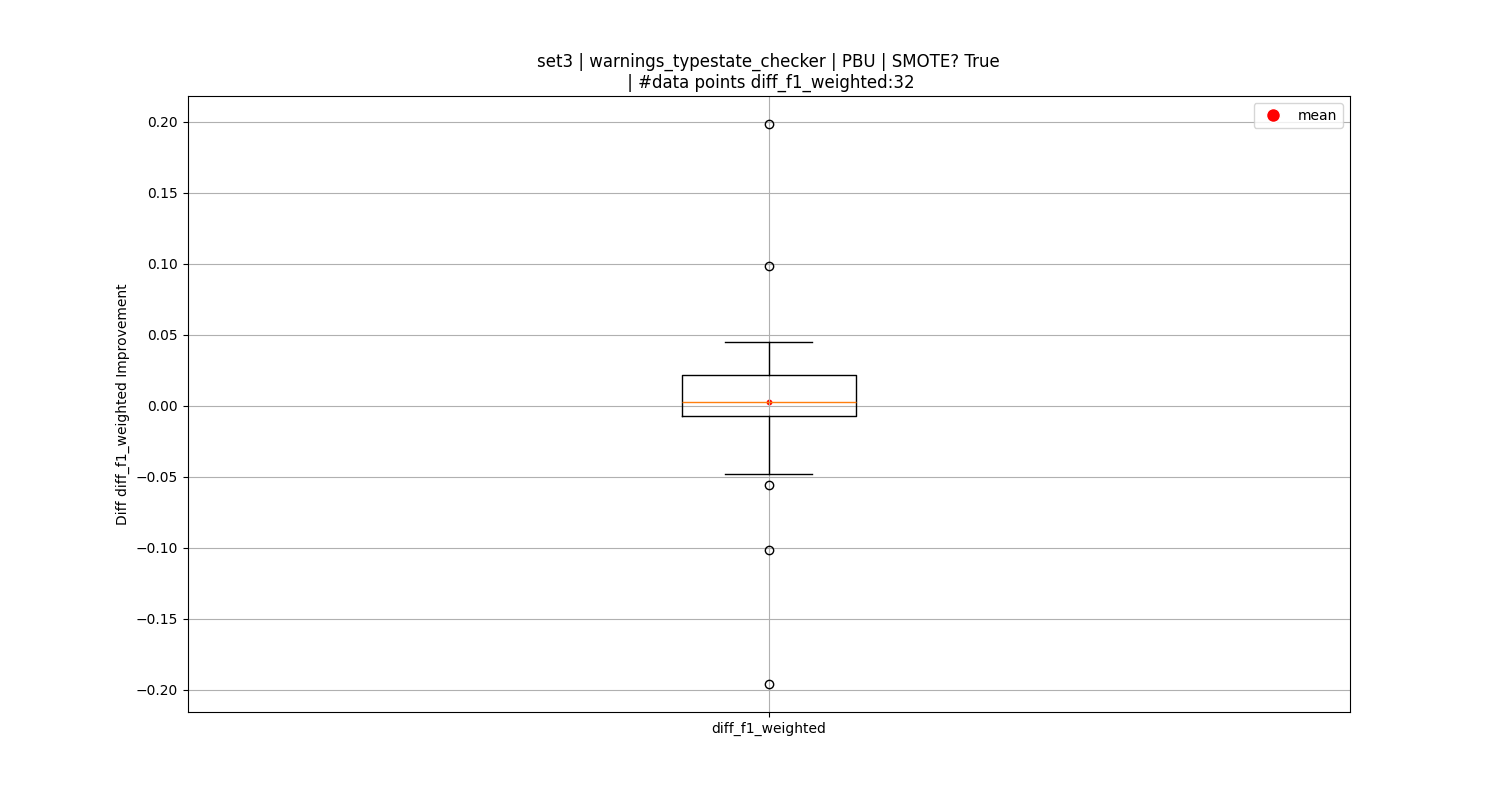 set3 | warnings_typestate_checker | PBU | SMOTE? True
| #data points diff_f1_weighted:32
mean
0.20
0.15
0.10
0.05
0.00
−0.05
−0.10
−0.15
−0.20
Diff diff_f1_weighted Improvement
diff_f1_weighted